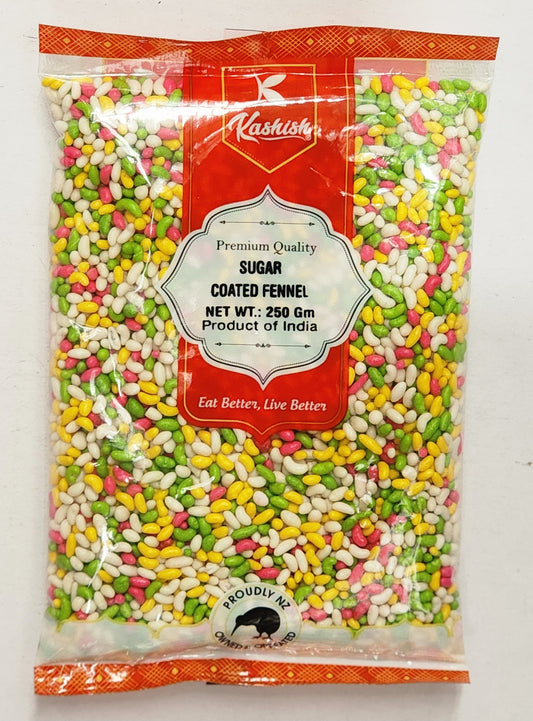 Kashish
Premium Quality
SUGAR
COATED FENNEL
NET WT.: 250 Gm
Product of India
Eat Better, Live Better
PROUDLY NZ
OWNED & OPERATED